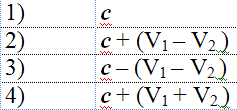 1) c
2) c + (V₁ – V₂ )
3) c – (V₁ – V₂ )
4) c + (V₁ + V₂ )